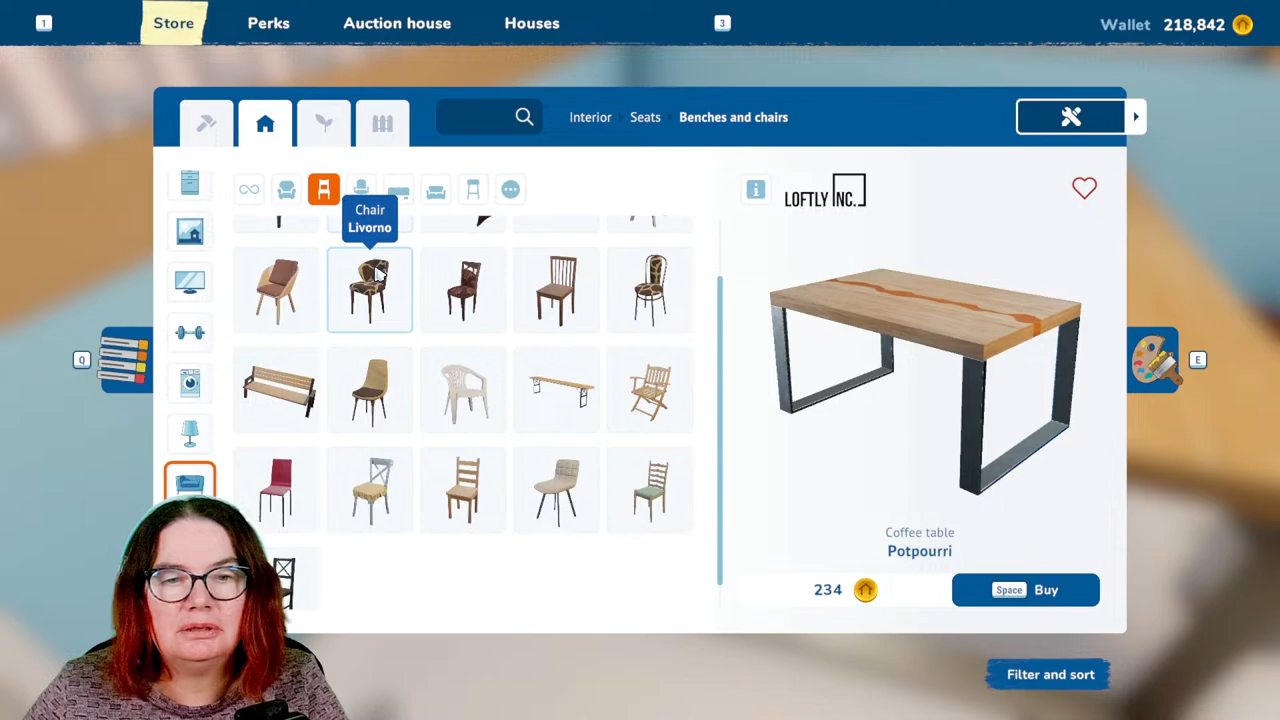 1
Store
Perks
Auction house
Houses
3
Wallet 218,842
Interior
Seats
Benches and chairs
Chair
Livorno
LOFTLY INC.
Q
E
Coffee table
Potpourri
234
Space Buy
Filter and sort